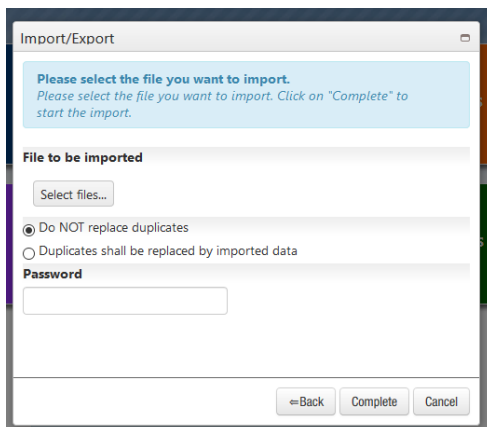 Import/Export
Please select the file you want to import.
Please select the file you want to import. Click on "Complete" to
start the import.
File to be imported
Select files...
Do NOT replace duplicates
Duplicates shall be replaced by imported data
Password
⇐Back Complete Cancel